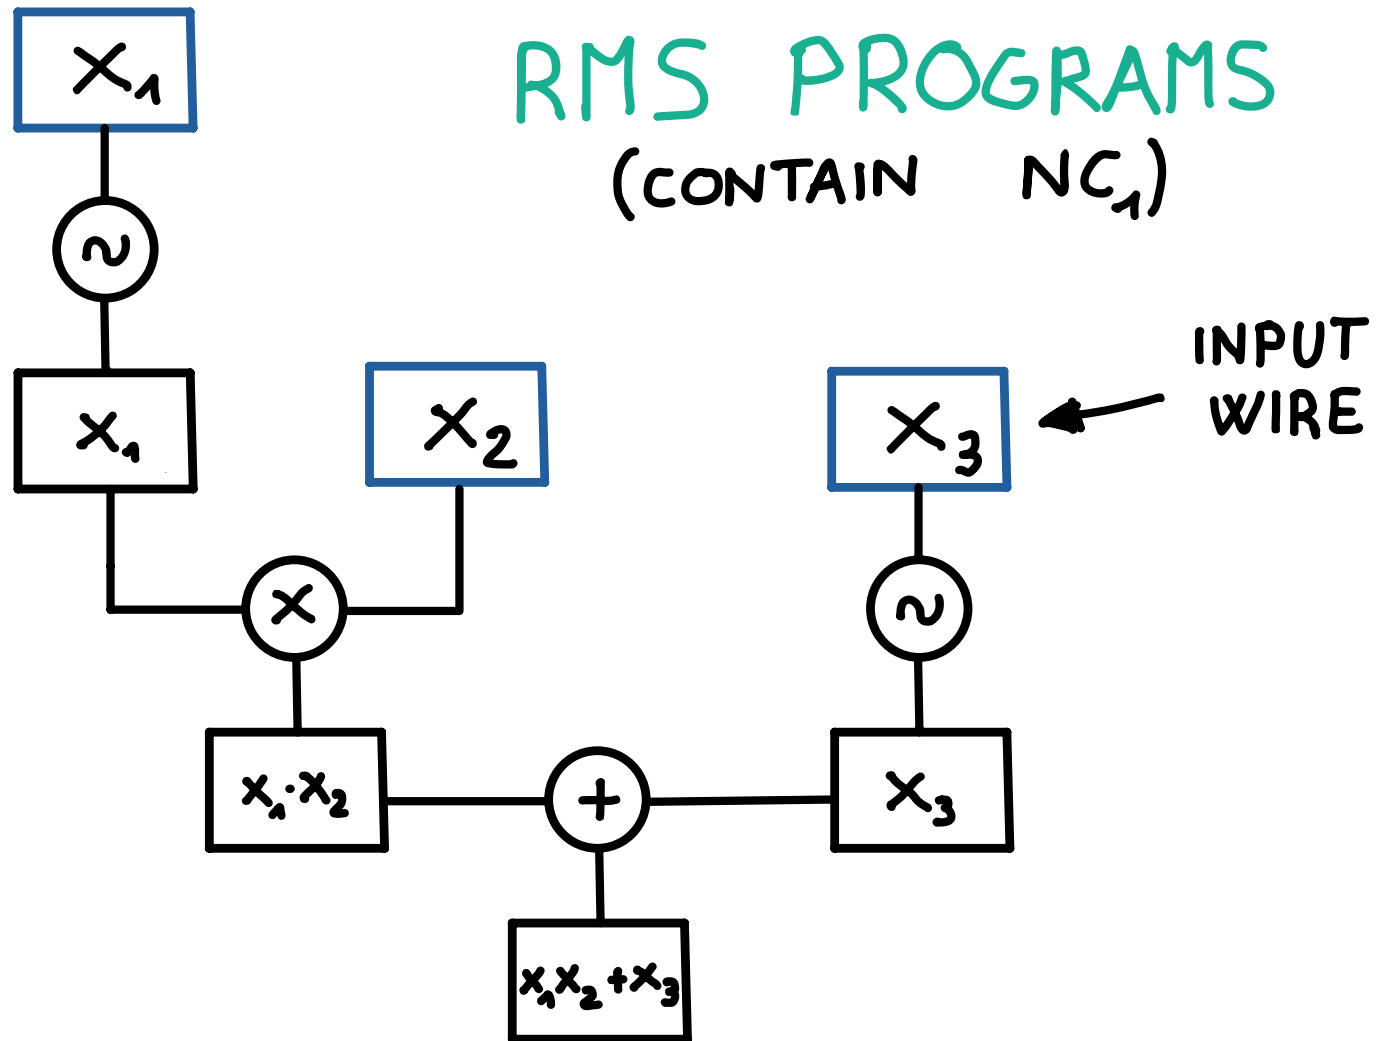 RMS PROGRAMS
(CONTAIN NC₁)
X₁
~
X₁
X₂
X₃
INPUT
WIRE
×
~
X₁·X₂
+
X₃
X₁X₂+X₃